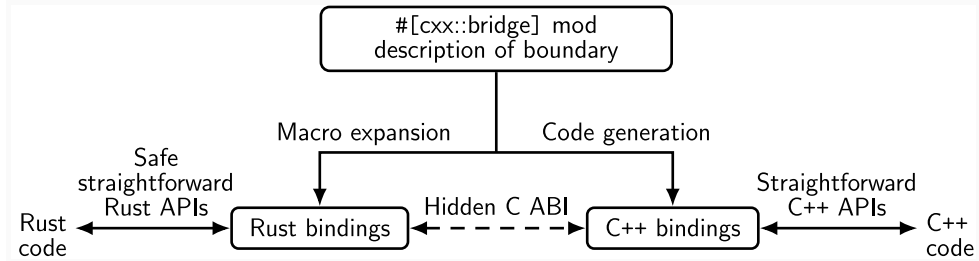 #[cxx::bridge] mod
description of boundary
Macro expansion
Code generation
Safe
straightforward
Rust APIs
Straightforward
C++ APIs
Rust
code
Rust bindings
Hidden C ABI
C++ bindings
C++
code